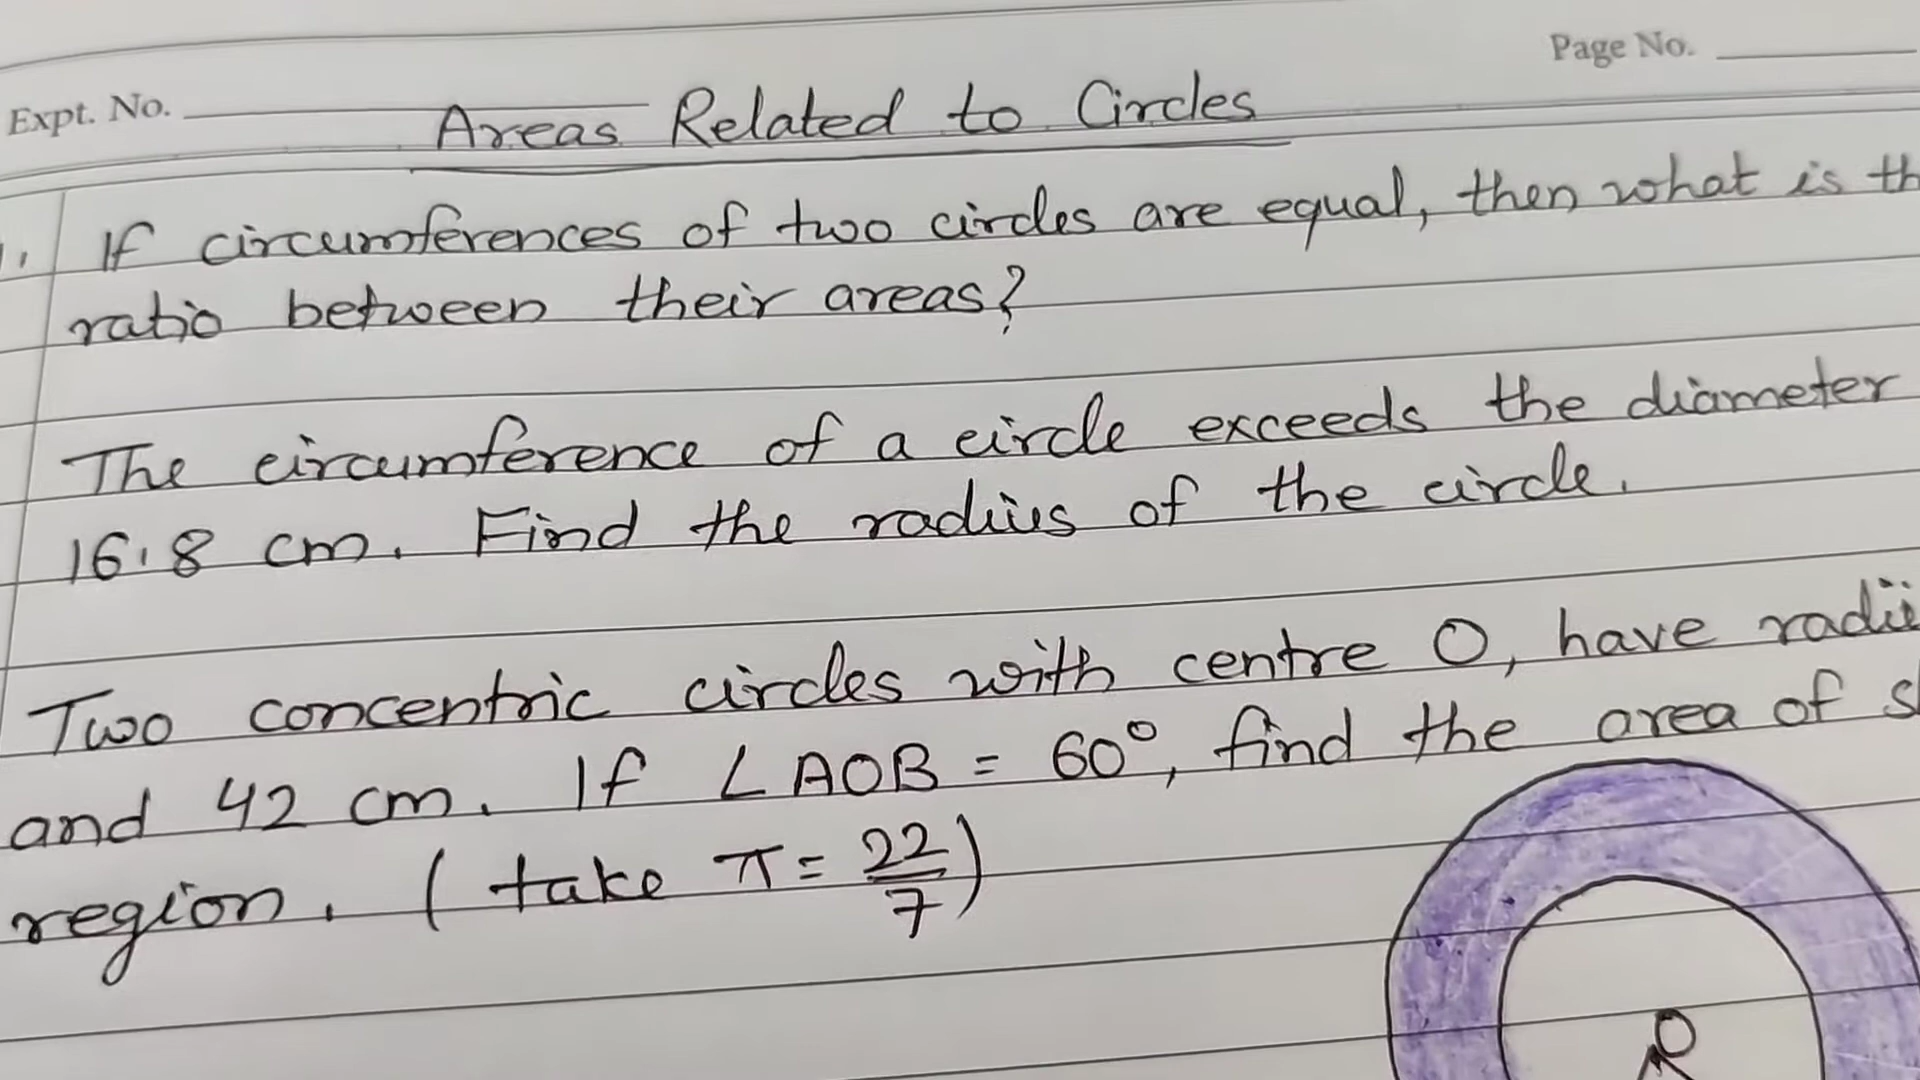 Page No.
Expt. No.
Areas Related to Circles
1. If circumferences of two circles are equal, then what is th
ratio between their areas?
The circumference of a circle exceeds the diameter
16.8 cm. Find the radius of the circle.
Two concentric circles with centre O, have radii
and 42 cm. If ∠AOB = 60°, find the area of s
region. (take π = 22/7)
O